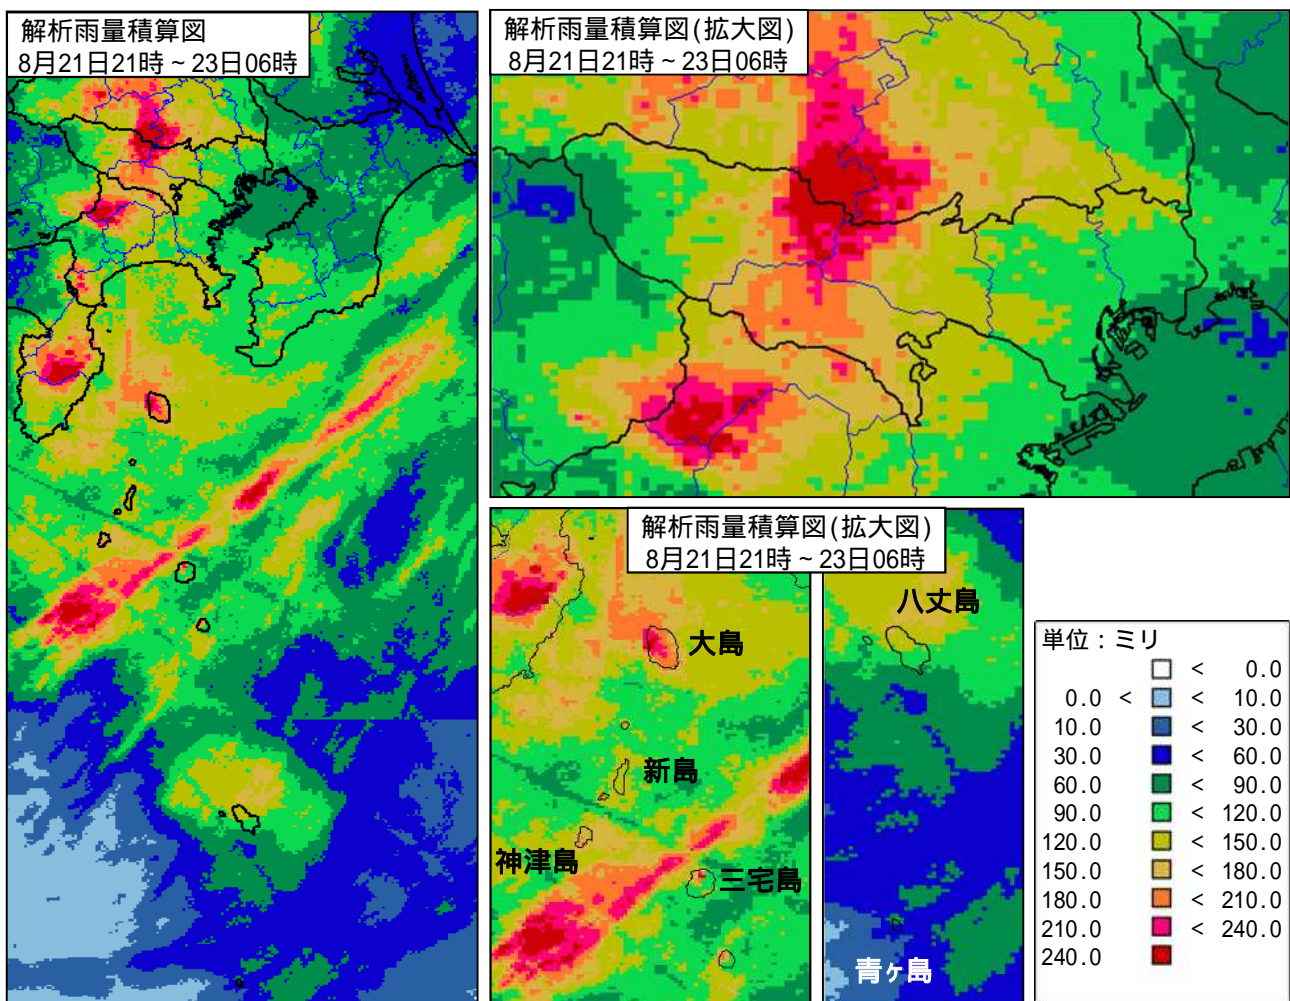 解析雨量積算図
8月21日21時～23日06時
解析雨量積算図(拡大図)
8月21日21時～23日06時
解析雨量積算図(拡大図)
8月21日21時～23日06時
大島
新島
神津島
三宅島
八丈島
青ヶ島
単位：ミリ
< 0.0
0.0 < < 10.0
10.0 < 30.0
30.0 < 60.0
60.0 < 90.0
90.0 < 120.0
120.0 < 150.0
150.0 < 180.0
180.0 < 210.0
210.0 < 240.0
240.0